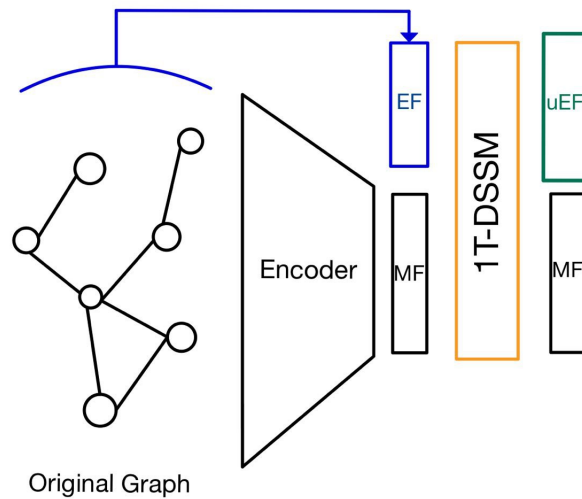 EF
uEF
1T-DSSM
Encoder
MF
MF
Original Graph